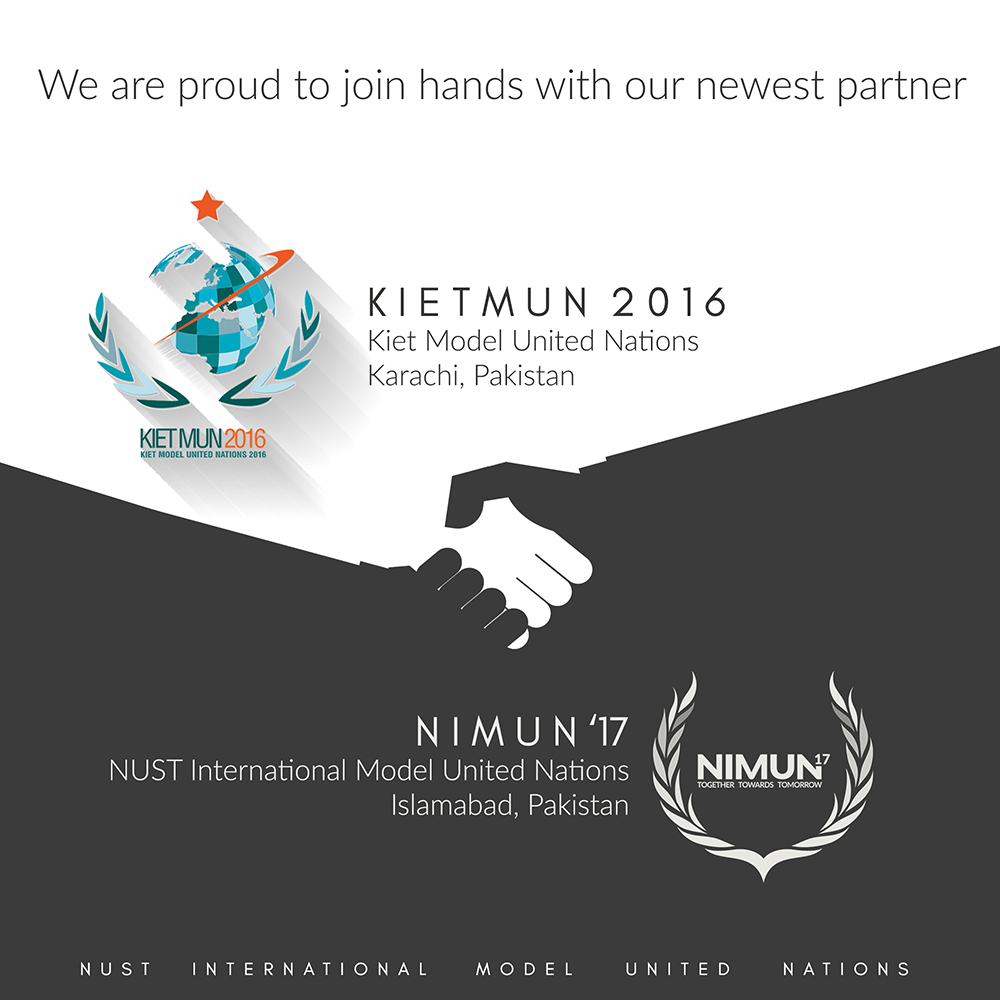 We are proud to join hands with our newest partner
KIETMUN 2016
Kiet Model United Nations
Karachi, Pakistan
KIET MUN 2016
KIET MODEL UNITED NATIONS 2016
NIMUN ‘17
NUST International Model United Nations
Islamabad, Pakistan
NIMUN 17
TOGETHER TOWARDS TOMORROW
NUST INTERNATIONAL MODEL UNITED NATIONS